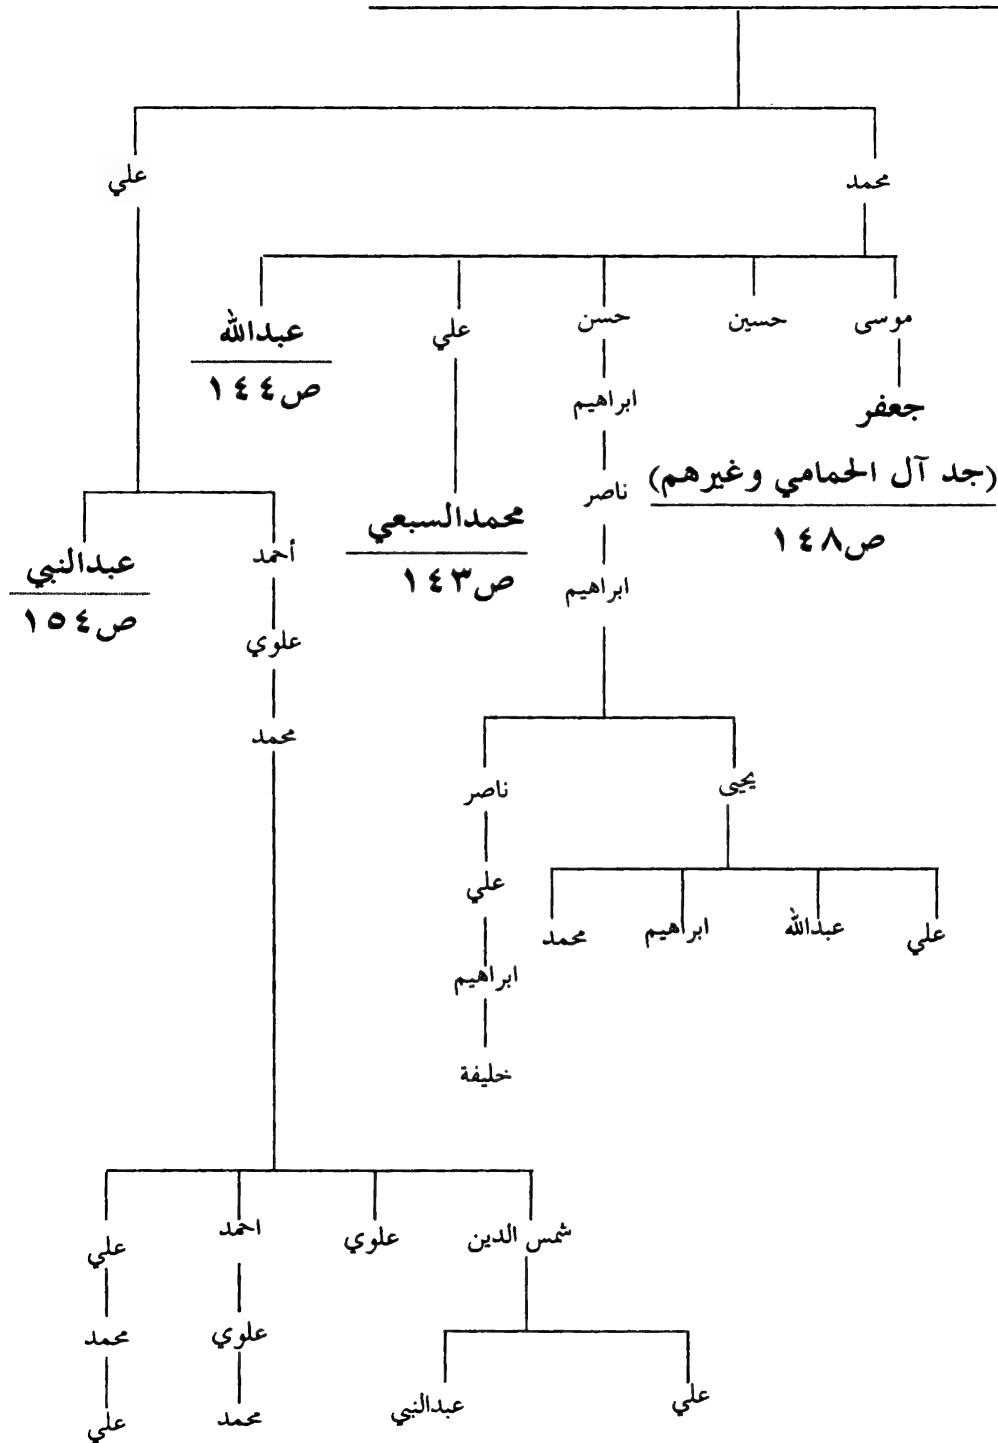 محمد
علي
موسى
حسين
حسن
علي
عبدالله
ص١٤٤
جعفر
(جد آل الحمامي وغيرهم)
ص١٤٨
ابراهيم
ناصر
ابراهيم
محمدالسبعي
ص١٤٣
أحمد
عبدالنبي
ص١٥٤
علوي
محمد
يحيى
ناصر
علي
عبدالله
ابراهيم
محمد
علي
ابراهيم
خليفة
شمس الدين
علوي
احمد
علي
علوي
محمد
علي
عبدالنبي
محمد
علي